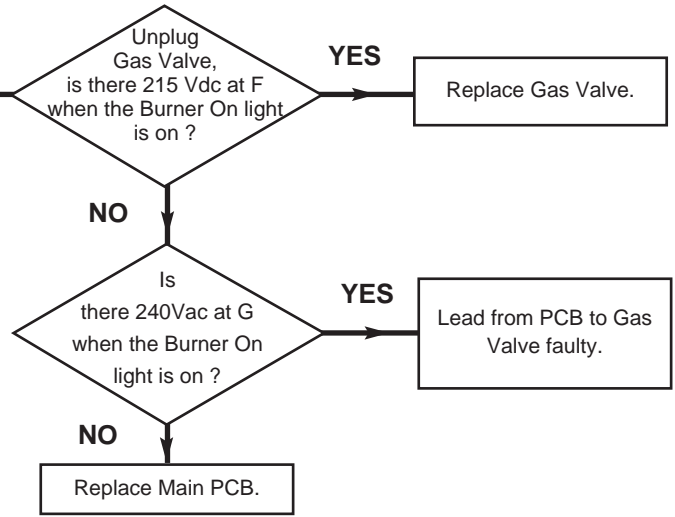 Unplug
Gas Valve,
is there 215 Vdc at F
when the Burner On light
is on ?
YES
Replace Gas Valve.
NO
Is
there 240Vac at G
when the Burner On
light is on ?
YES
Lead from PCB to Gas
Valve faulty.
NO
Replace Main PCB.